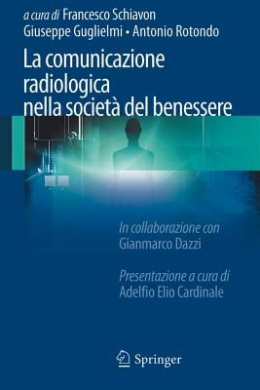 a cura di Francesco Schiavon
Giuseppe Guglielmi • Antonio Rotondo
La comunicazione
radiologica
nella società del benessere
In collaborazione con
Gianmarco Dazzi
Presentazione a cura di
Adelfio Elio Cardinale
Springer